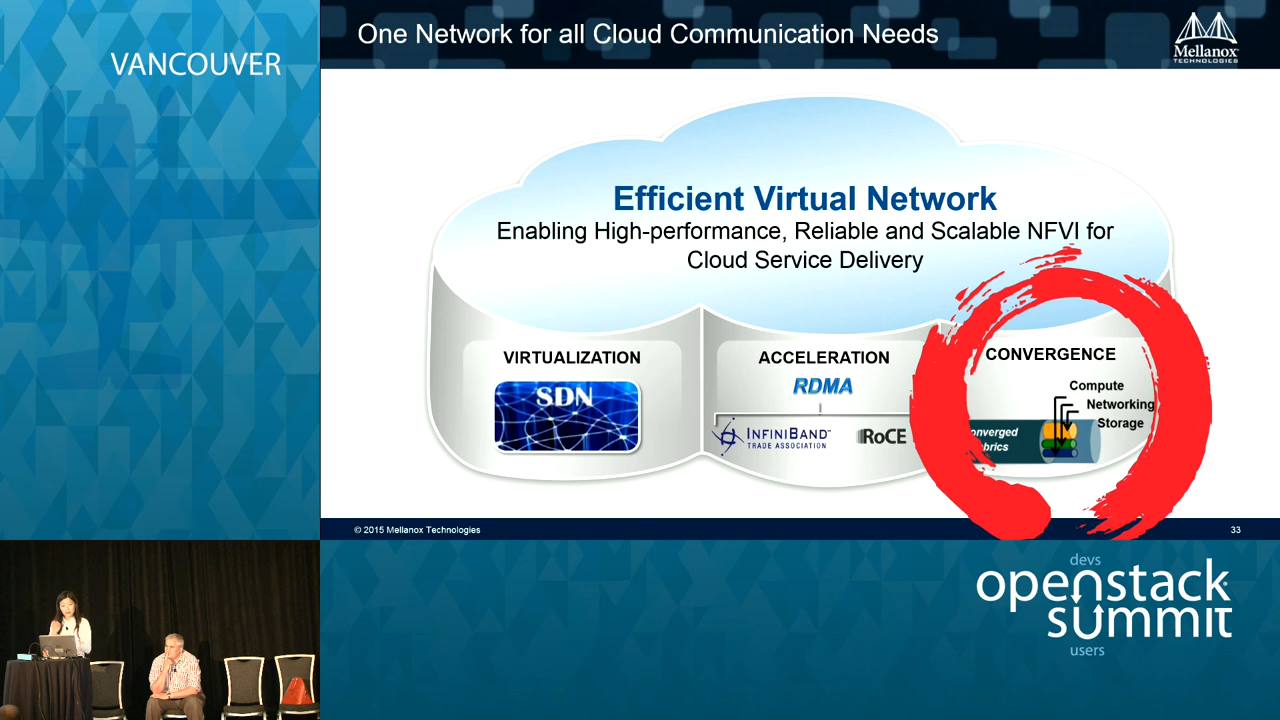 VANCOUVER
One Network for all Cloud Communication Needs
Mellanox
TECHNOLOGIES
Efficient Virtual Network
Enabling High-performance, Reliable and Scalable NFVI for
Cloud Service Delivery
VIRTUALIZATION
SDN
ACCELERATION
RDMA
INFINIBAND
TRADE ASSOCIATION
RoCE
CONVERGENCE
Compute
Networking
Storage
© 2015 Mellanox Technologies
33
devs
openstack
summit
users